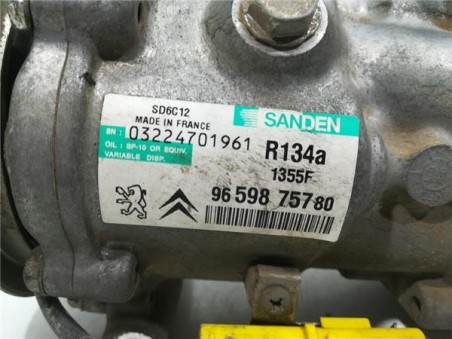 SD6C12
MADE IN FRANCE
SANDEN
SN : 03224701961
R134a
OIL : SP-10 OR EQUIV.
VARIABLE DISP.
1355F
96 598 757 80